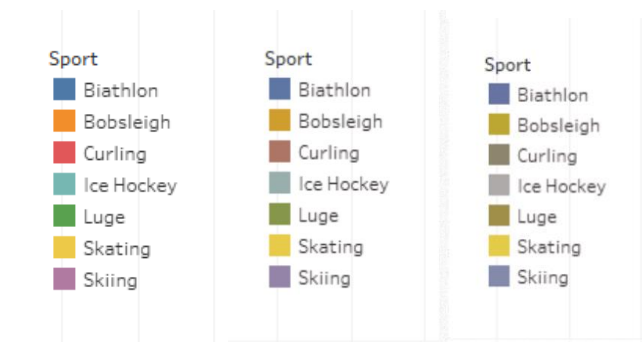 Sport
Biathlon
Bobsleigh
Curling
Ice Hockey
Luge
Skating
Skiing
Sport
Biathlon
Bobsleigh
Curling
Ice Hockey
Luge
Skating
Skiing
Sport
Biathlon
Bobsleigh
Curling
Ice Hockey
Luge
Skating
Skiing